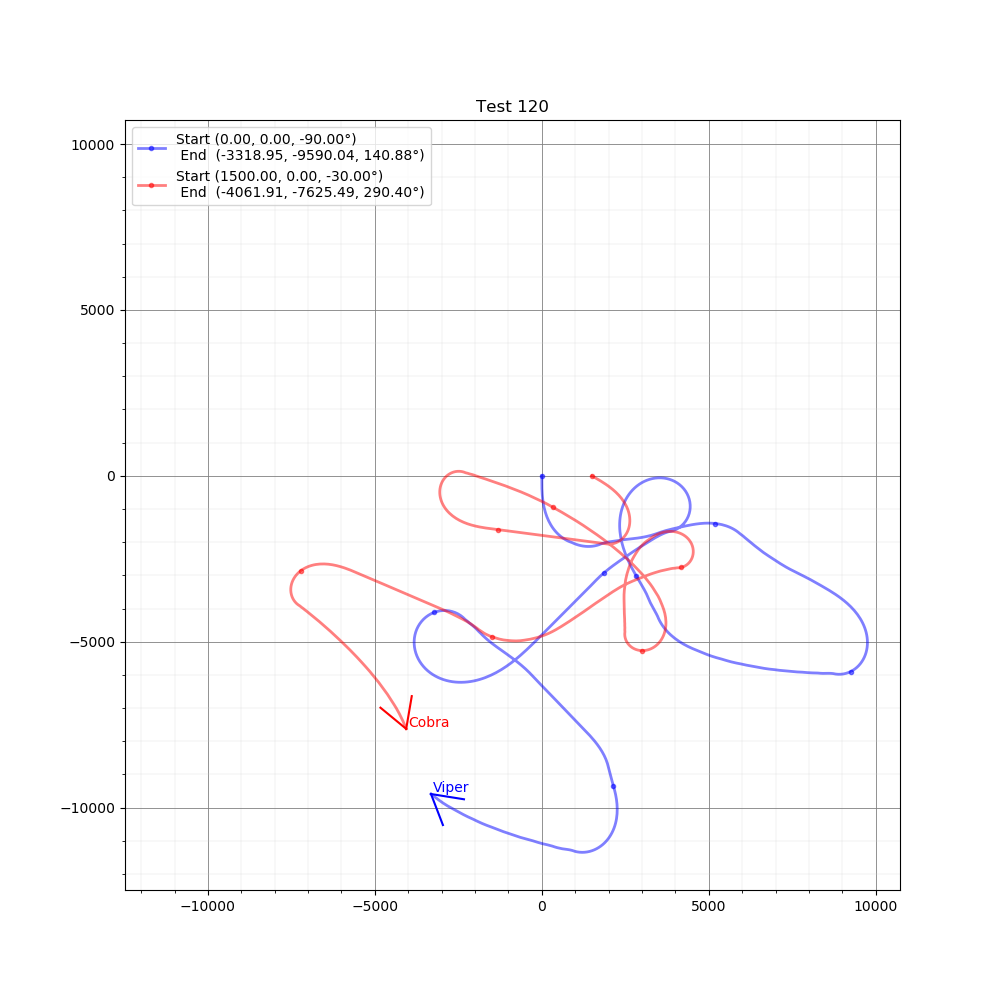 Test 120
Start (0.00, 0.00, -90.00°)
End  (-3318.95, -9590.04, 140.88°)
Start (1500.00, 0.00, -30.00°)
End  (-4061.91, -7625.49, 290.40°)
10000
5000
0
−5000
−10000
Cobra
Viper
−10000
−5000
0
5000
10000